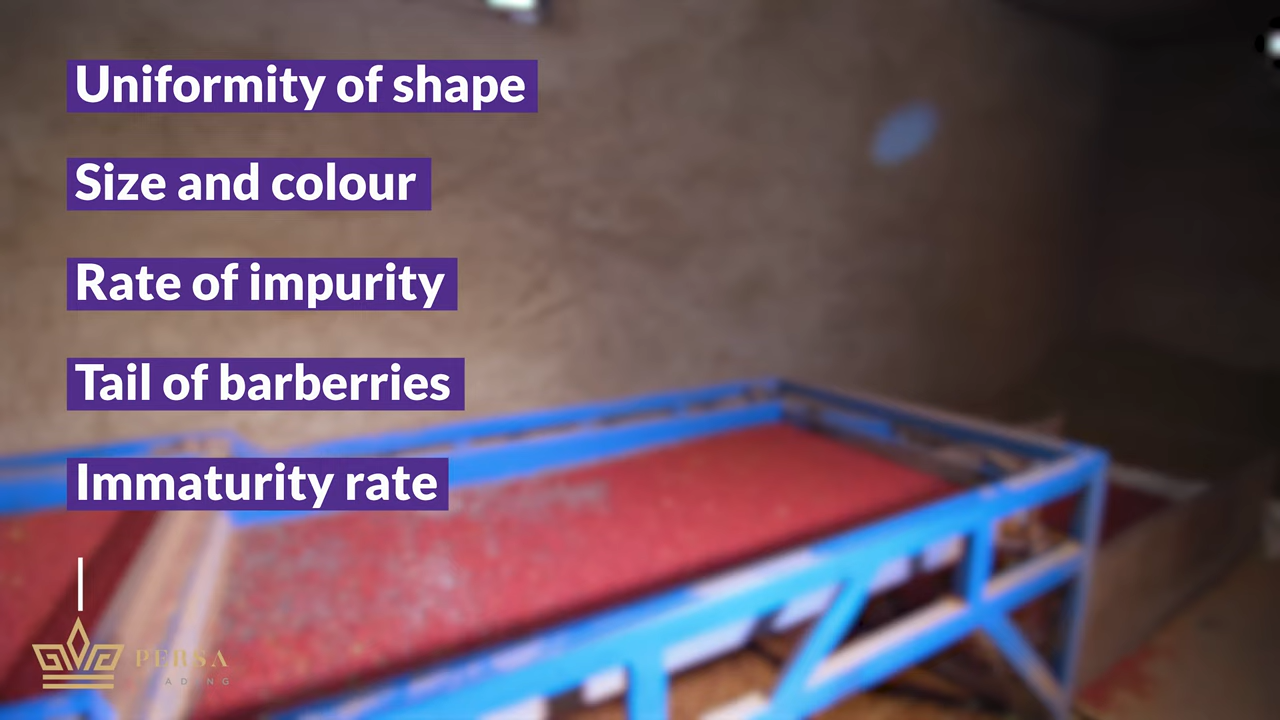 Uniformity of shape
Size and colour
Rate of impurity
Tail of barberries
Immaturity rate
PERSA